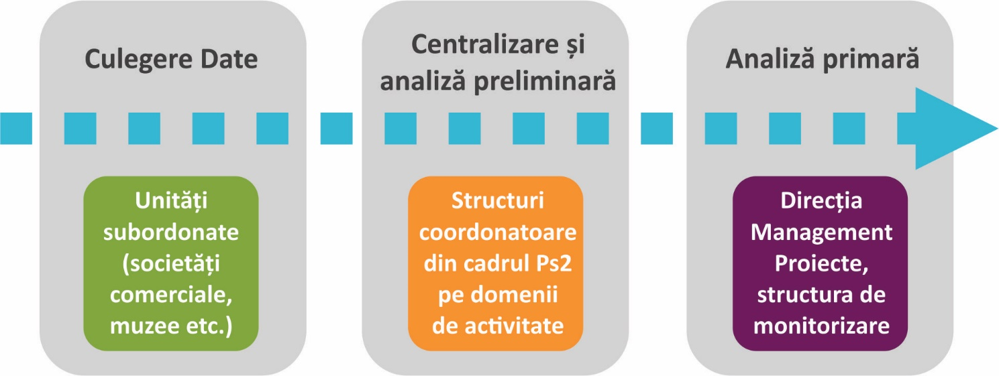 Culegere Date
Unități
subordonate
(societăți
comerciale,
muzee etc.)
Centralizare și
analiză preliminară
Structuri
coordonatoare
din cadrul Ps2
pe domenii
de activitate
Analiză primară
Direcția
Management
Proiecte,
structura de
monitorizare